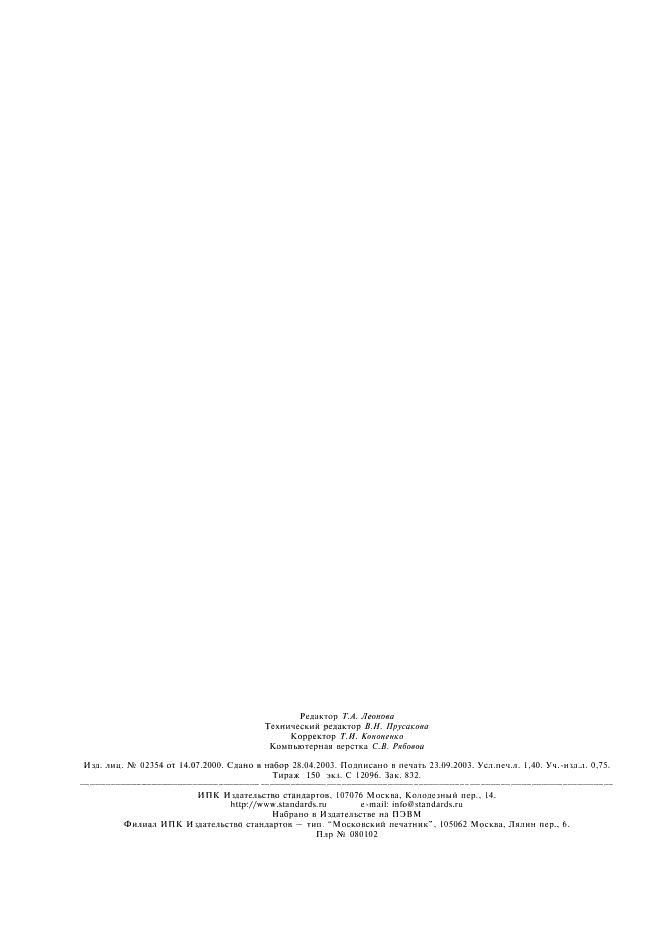 Редактор Т.А. Леонова
Технический редактор В.Н. Прусакова
Корректор Т.И. Кононенко
Компьютерная верстка С.В. Рябовой
Изд. лиц. № 02354 от 14.07.2000. Сдано в набор 28.04.2003. Подписано в печать 23.09.2003. Усл.печ.л. 1,40. Уч.-изд.л. 0,75.
Тираж 150 экз. С 12096. Зак. 832.
ИПК Издательство стандартов, 107076 Москва, Колодезный пер., 14.
http://www.standards.ru e-mail: info@standards.ru
Набрано в Издательстве на ПЭВМ
Филиал ИПК Издательство стандартов — тип. “Московский печатник”, 105062 Москва, Лялин пер., 6.
Плр № 080102